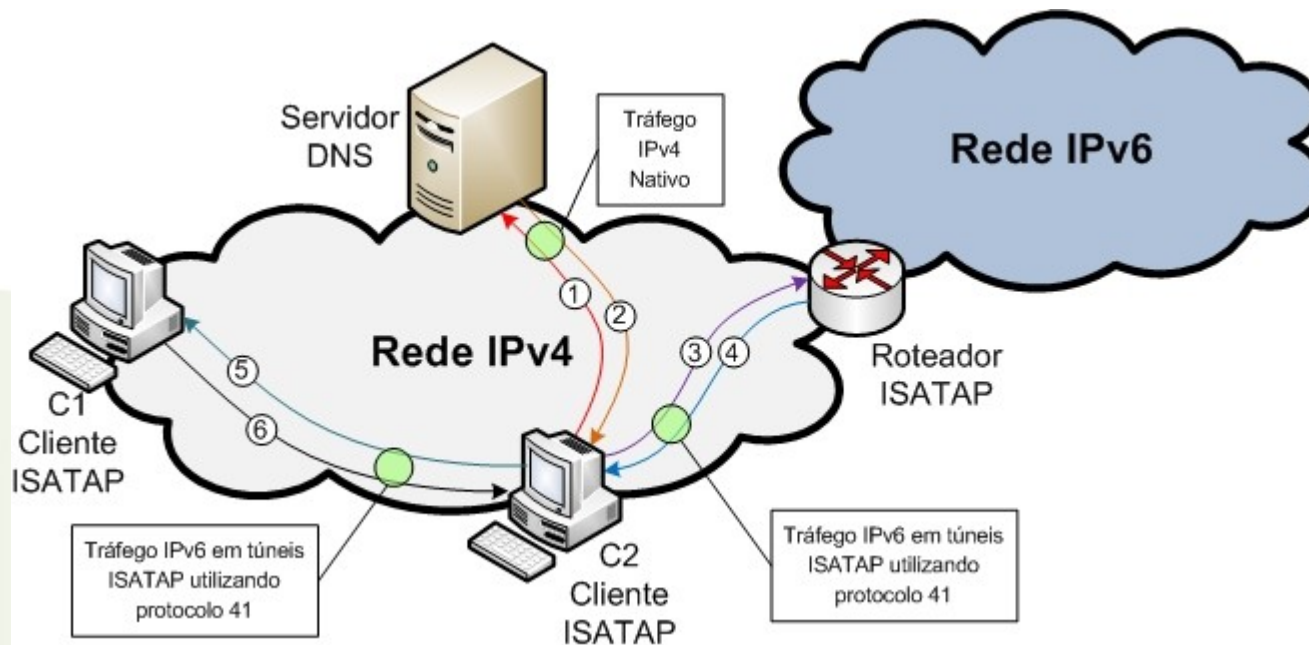 Servidor
DNS
Tráfego
IPv4
Nativo
Rede IPv6
1
2
Rede IPv4
3
4
Roteador
ISATAP
5
6
C1
Cliente
ISATAP
C2
Cliente
ISATAP
Tráfego IPv6 em túneis
ISATAP utilizando
protocolo 41
Tráfego IPv6 em túneis
ISATAP utilizando
protocolo 41